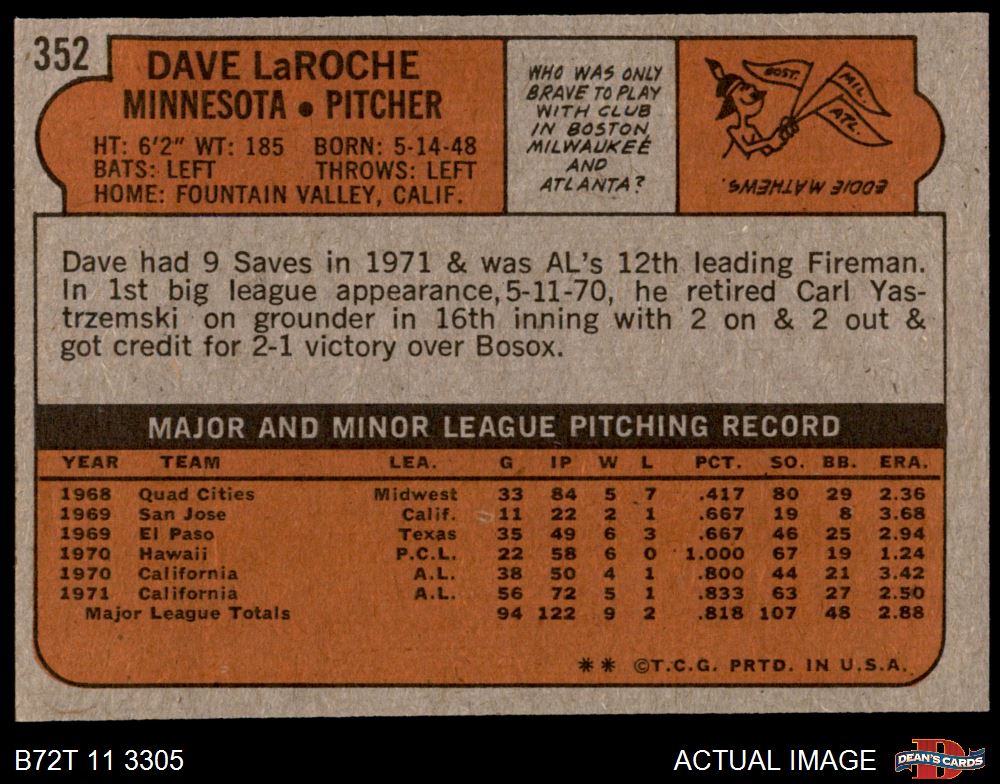 352
DAVE LaROCHE
MINNESOTA • PITCHER
HT: 6'2" WT: 185 BORN: 5-14-48
BATS: LEFT THROWS: LEFT
HOME: FOUNTAIN VALLEY, CALIF.
WHO WAS ONLY
BRAVE TO PLAY
WITH CLUB
IN BOSTON,
MILWAUKEE
AND
ATLANTA?
BOST.
MIL.
ATL.
EDDIE MATHEWS.
Dave had 9 Saves in 1971 & was AL's 12th leading Fireman.
In 1st big league appearance, 5-11-70, he retired Carl Yas-
trzemski on grounder in 16th inning with 2 on & 2 out &
got credit for 2-1 victory over Bosox.
MAJOR AND MINOR LEAGUE PITCHING RECORD
YEAR TEAM LEA. G IP W L PCT. SO. BB. ERA.
1968 Quad Cities Midwest 33 84 5 7 .417 80 29 2.36
1969 San Jose Calif. 11 22 2 1 .667 19 8 3.68
1969 El Paso Texas 35 49 6 3 .667 46 25 2.94
1970 Hawaii P.C.L. 22 58 6 0 1.000 67 19 1.24
1970 California A.L. 38 50 4 1 .800 44 21 3.42
1971 California A.L. 56 72 5 1 .833 63 27 2.50
Major League Totals 94 122 9 2 .818 107 48 2.88
** ©T.C.G. PRTD. IN U.S.A.
B72T 11 3305
ACTUAL IMAGE
D
DEAN'S CARDS